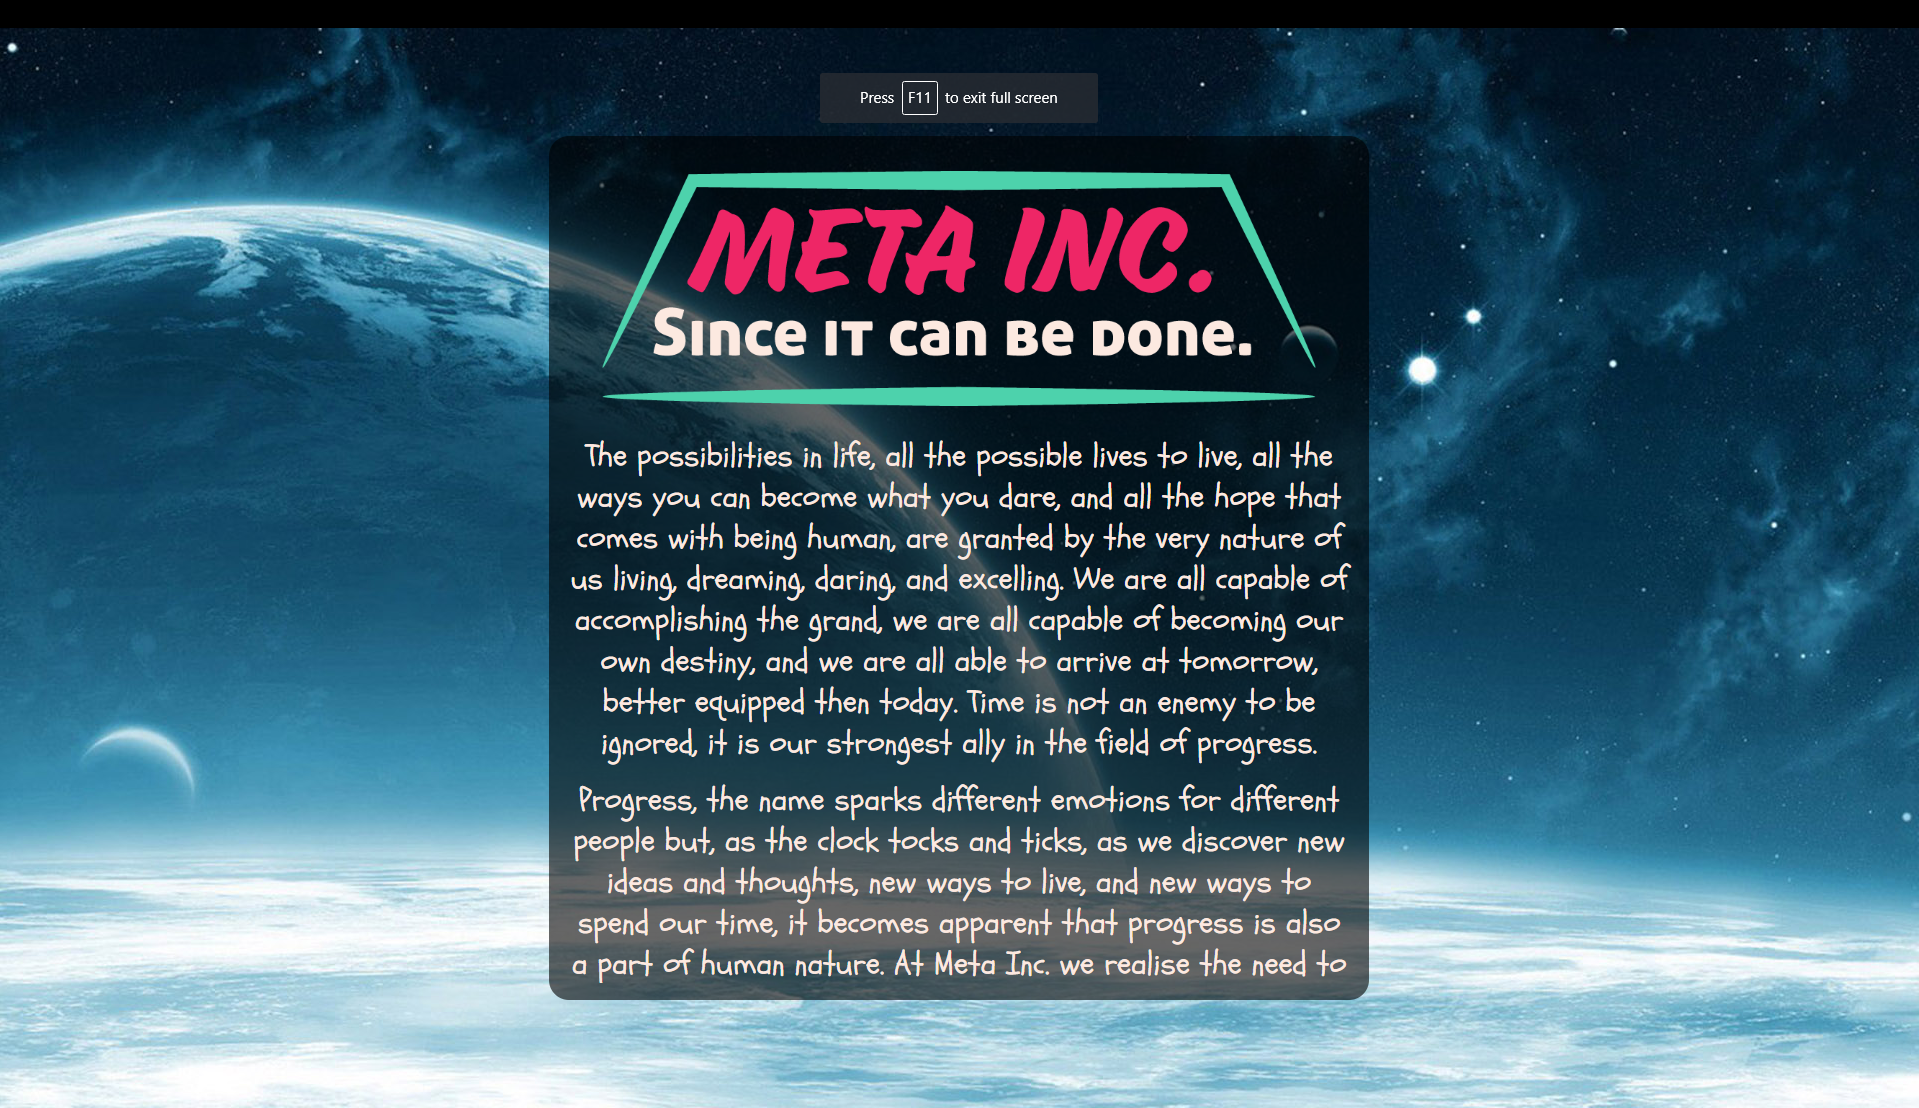 Press F11 to exit full screen
META INC.
Since it can be done.
The possibilities in life, all the possible lives to live, all the
ways you can become what you dare, and all the hope that
comes with being human, are granted by the very nature of
us living, dreaming, daring, and excelling. We are all capable of
accomplishing the grand, we are all capable of becoming our
own destiny, and we are all able to arrive at tomorrow,
better equipped then today. Time is not an enemy to be
ignored, it is our strongest ally in the field of progress.
Progress, the name sparks different emotions for different
people but, as the clock tocks and ticks, as we discover new
ideas and thoughts, new ways to live, and new ways to
spend our time, it becomes apparent that progress is also
a part of human nature. At Meta Inc. we realise the need to